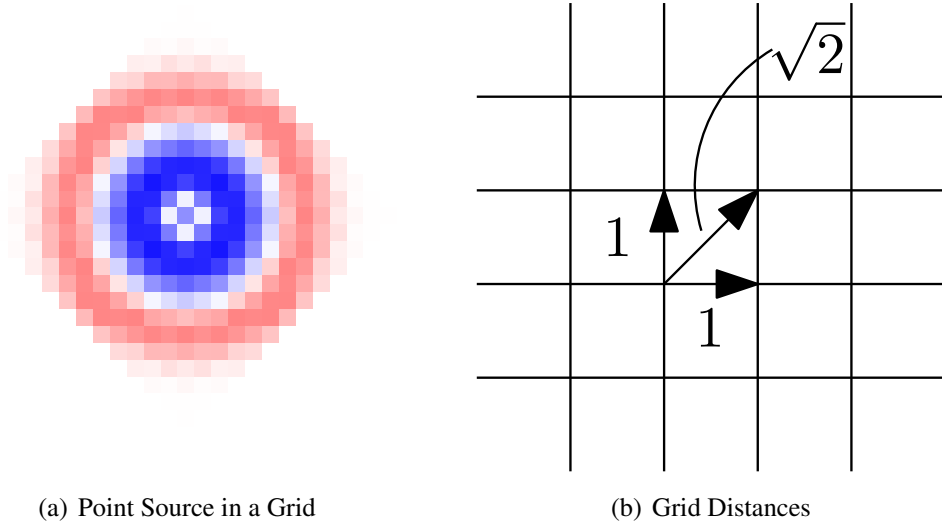 √2
1
1
(a) Point Source in a Grid
(b) Grid Distances